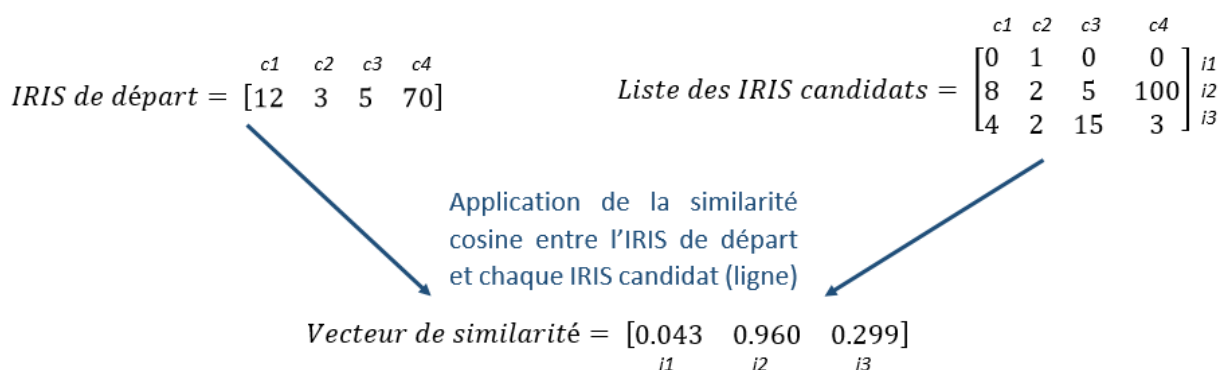 c1 c2 c3 c4
IRIS de départ = [12 3 5 70]
c1 c2 c3 c4
Liste des IRIS candidats = [0 1 0 0 i1
8 2 5 100 i2
4 2 15 3] i3
Application de la similarité
cosine entre l'IRIS de départ
et chaque IRIS candidat (ligne)
Vecteur de similarité = [0.043 0.960 0.299]
i1 i2 i3